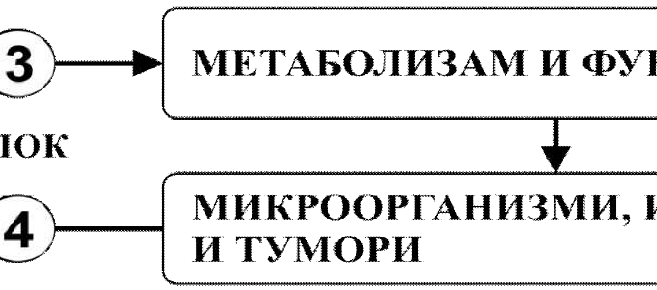 3
МЕТАБОЛИЗАМ И
4
МИКРООРГАНИЗМИ,
И ТУМОРИ